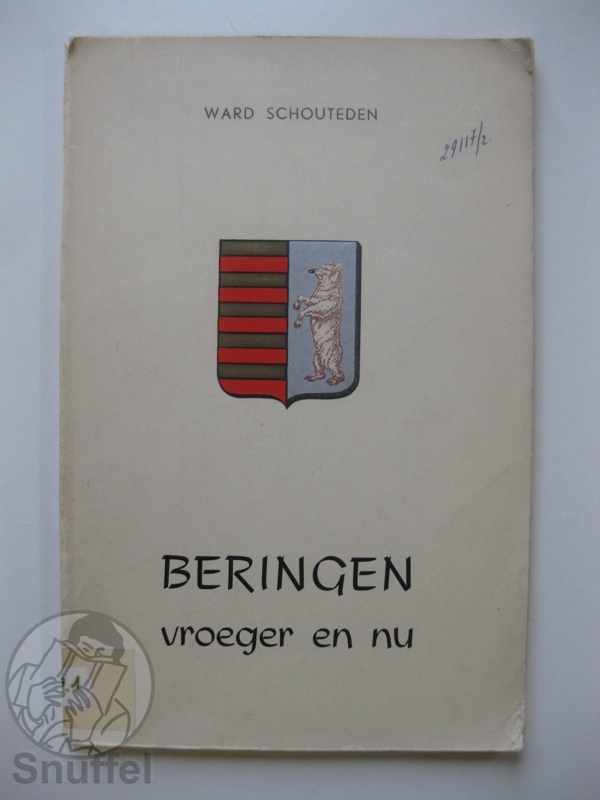 WARD SCHOUTEDEN
29117/2
BERINGEN
vroeger en nu
Snuffel